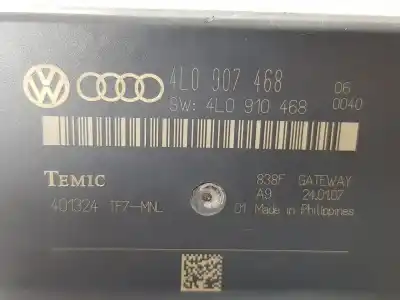 4L0 907 468
06
SW: 4L0 910 468
0040
TEMIC
838F GATEWAY
A9 24.01.07
401324 TF7-MNL
01 Made in Philippines